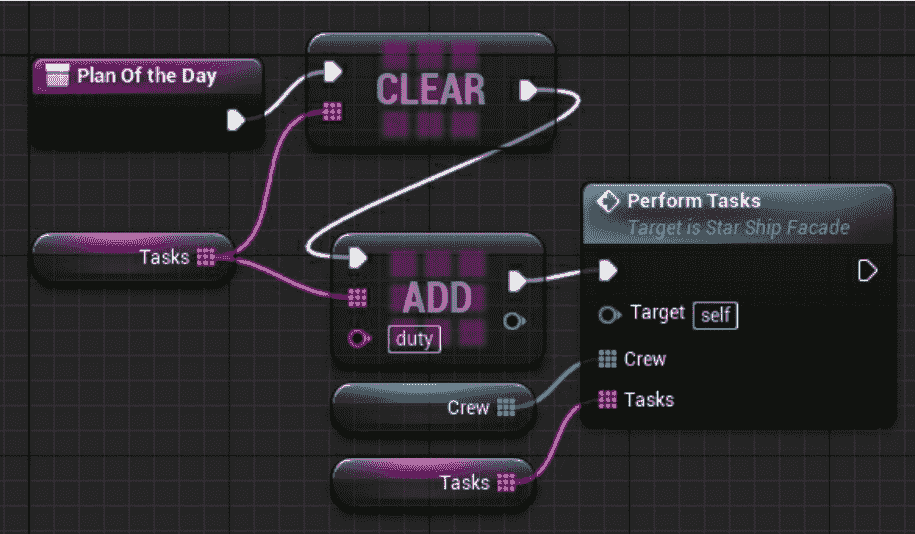 Plan Of the Day
CLEAR
Tasks
ADD
duty
Perform Tasks
Target is Star Ship Facade
Target self
Crew
Tasks
Crew
Tasks